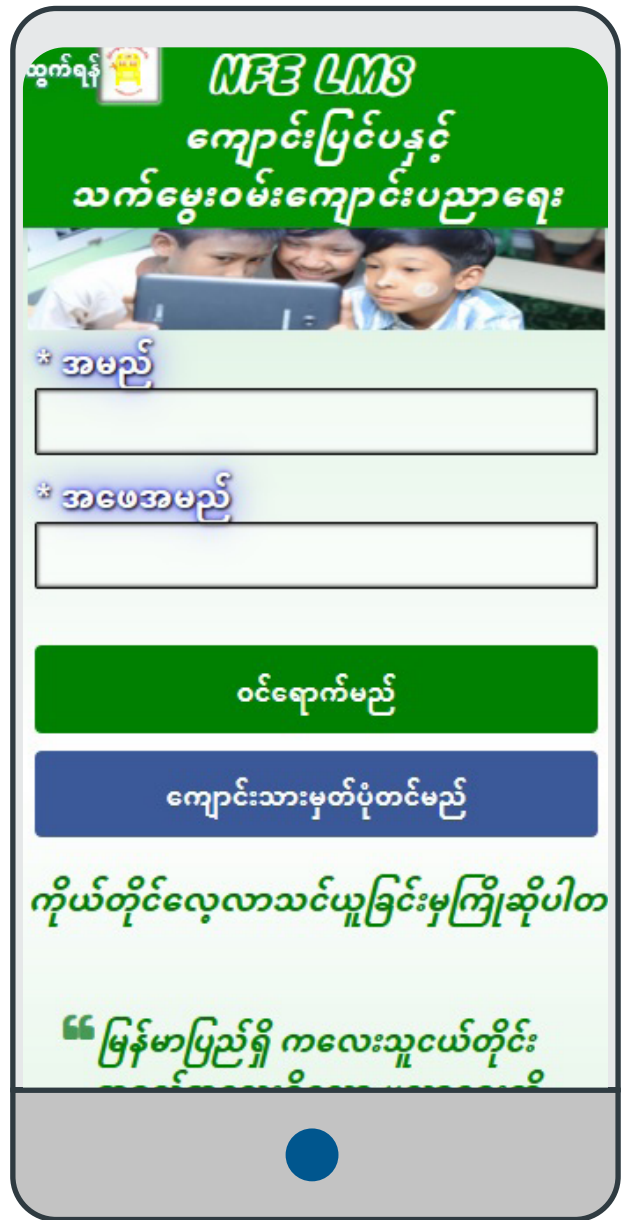 ထွက်ရန်
NFE LMS
ကျောင်းပြင်ပနှင့်
သက်မွေးဝမ်းကျောင်းပညာရေး
* အမည်
* အဖေအမည်
ဝင်ရောက်မည်
ကျောင်းသားမှတ်ပုံတင်မည်
ကိုယ်တိုင်လေ့လာသင်ယူခြင်းမှကြိုဆိုပါတ
မြန်မာပြည်ရှိ ကလေးသူငယ်တိုင်း